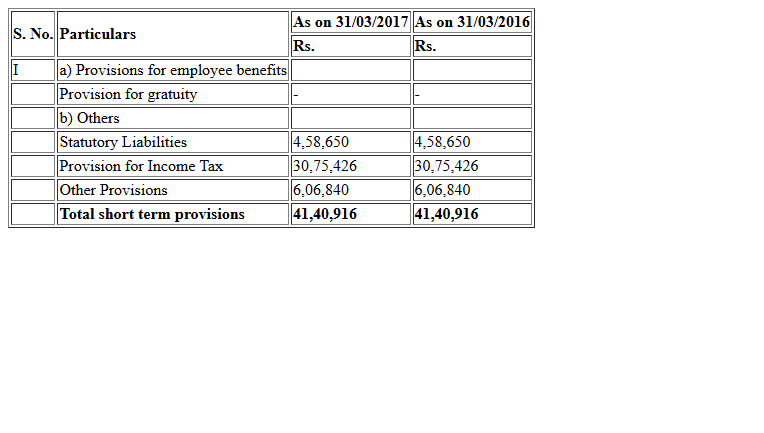 S. No. Particulars As on 31/03/2017 As on 31/03/2016
Rs. Rs.
I a) Provisions for employee benefits
Provision for gratuity - -
b) Others
Statutory Liabilities 4,58,650 4,58,650
Provision for Income Tax 30,75,426 30,75,426
Other Provisions 6,06,840 6,06,840
Total short term provisions 41,40,916 41,40,916